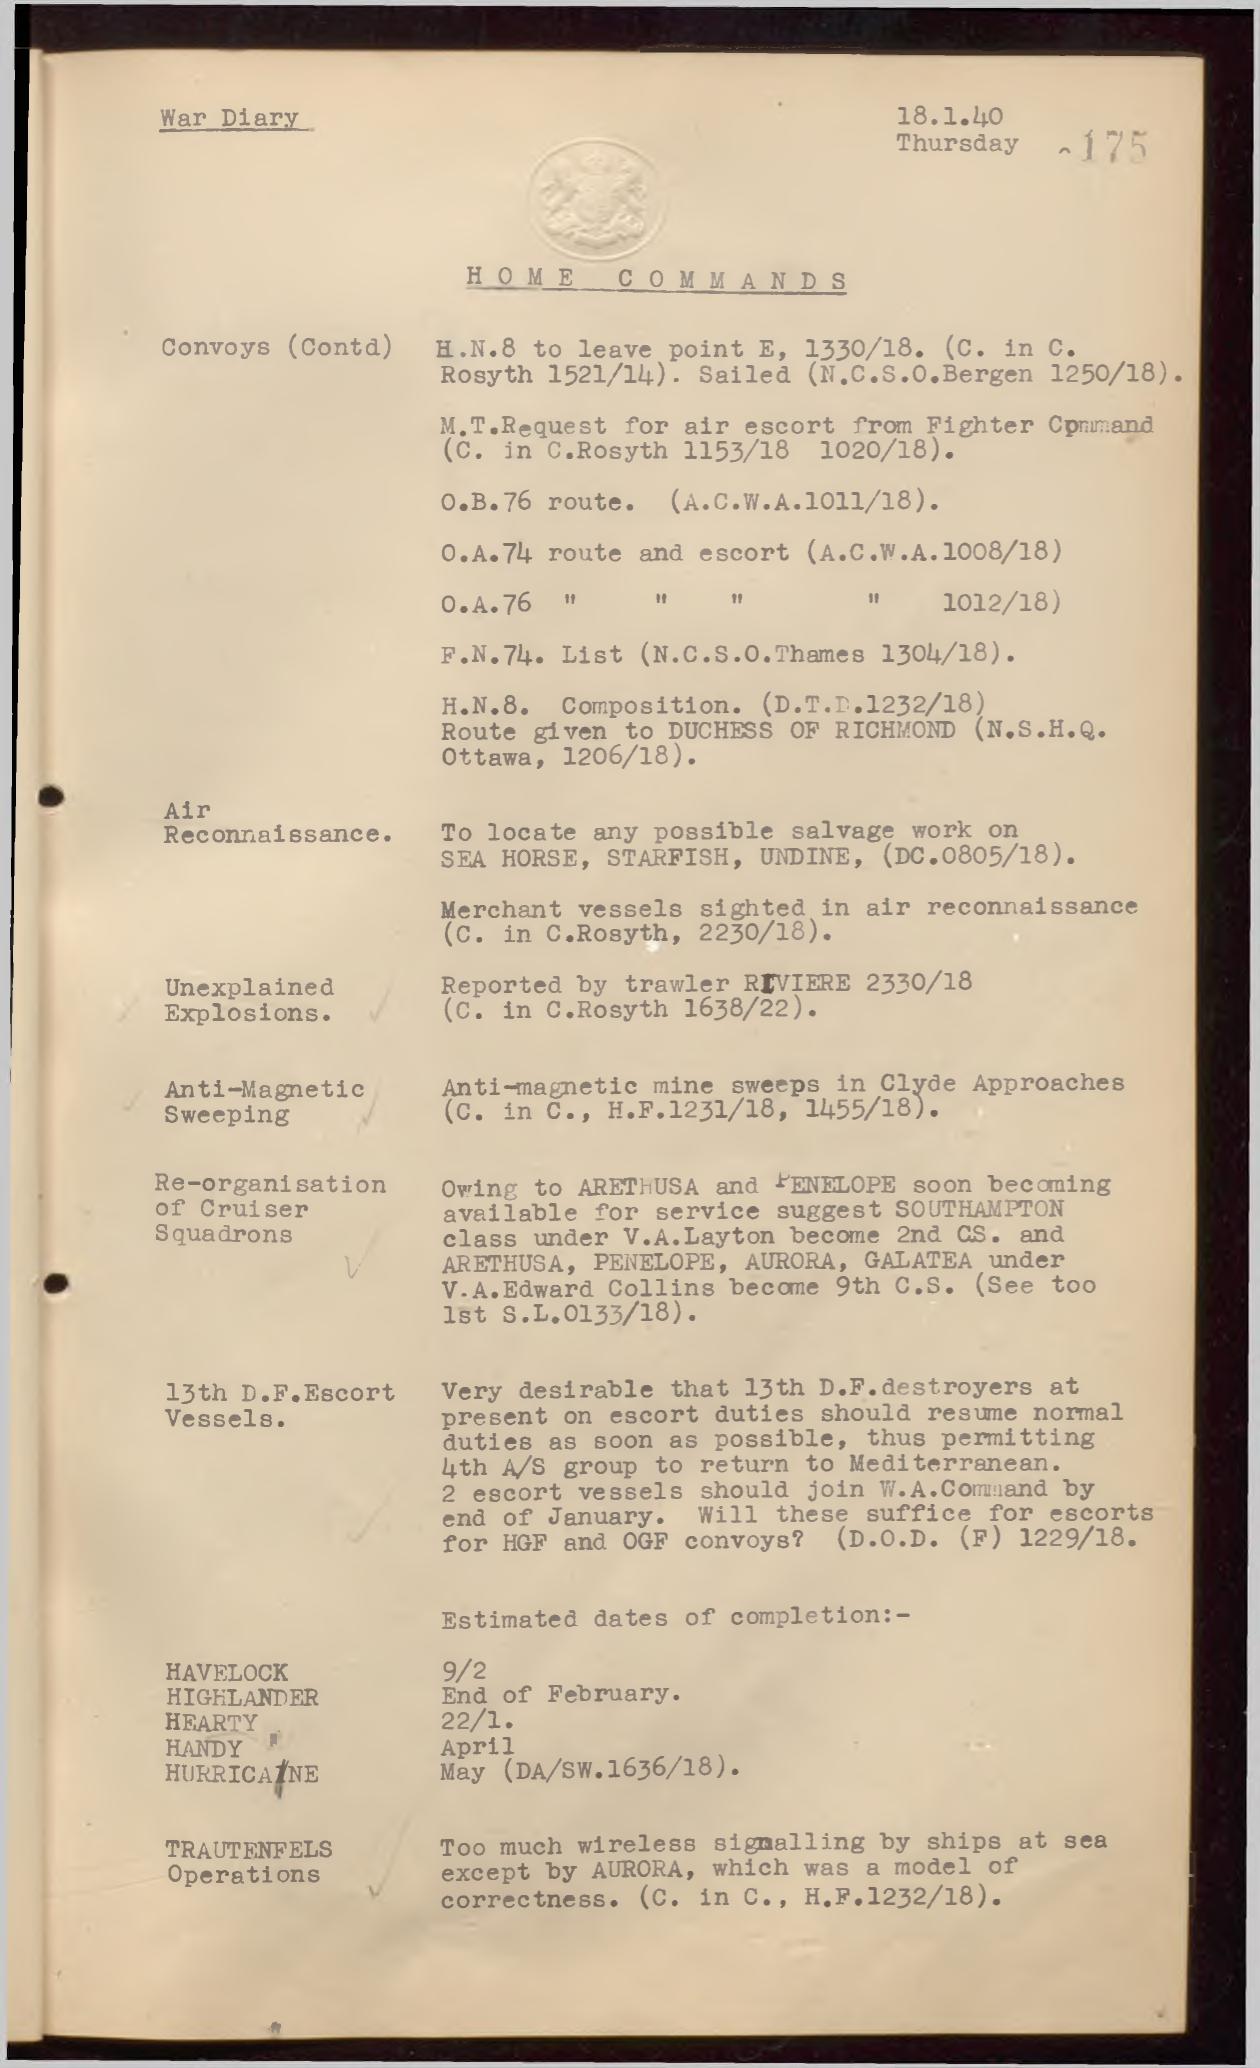 War Diary
18.1.40
Thursday
175
HOME COMMANDS
Convoys (Contd)
H.N.8 to leave point E, 1330/18. (C. in C.
Rosyth 1521/14). Sailed (N.C.S.O.Bergen 1250/18).
M.T.Request for air escort from Fighter Command
(C. in C.Rosyth 1153/18 1020/18).
O.B.76 route. (A.C.W.A.1011/18).
O.A.74 route and escort (A.C.W.A.1008/18)
O.A.76 " " " " 1012/18)
F.N.74. List (N.C.S.O.Thames 1304/18).
H.N.8. Composition. (D.T.D.1232/18)
Route given to DUCHESS OF RICHMOND (N.S.H.Q.
Ottawa, 1206/18).
Air
Reconnaissance.
To locate any possible salvage work on
SEA HORSE, STARFISH, UNDINE, (DC.0805/18).
Merchant vessels sighted in air reconnaissance
(C. in C.Rosyth, 2230/18).
Unexplained
Explosions.
Reported by trawler RIVIERE 2330/18
(C. in C.Rosyth 1638/22).
Anti-Magnetic
Sweeping
Anti-magnetic mine sweeps in Clyde Approaches
(C. in C., H.F.1231/18, 1455/18).
Re-organisation
of Cruiser
Squadrons
Owing to ARETHUSA and PENELOPE soon becoming
available for service suggest SOUTHAMPTON
class under V.A.Layton become 2nd CS. and
ARETHUSA, PENELOPE, AURORA, GALATEA under
V.A.Edward Collins become 9th C.S. (See too
1st S.L.0133/18).
13th D.F.Escort
Vessels.
Very desirable that 13th D.F.destroyers at
present on escort duties should resume normal
duties as soon as possible, thus permitting
4th A/S group to return to Mediterranean.
2 escort vessels should join W.A.Command by
end of January. Will these suffice for escorts
for HGF and OGF convoys? (D.O.D. (F) 1229/18.
Estimated dates of completion:-
HAVELOCK 9/2
HIGHLANDER End of February.
HEARTY 22/1.
HANDY " April
HURRICANE May (DA/SW.1636/18).
TRAUTENFELS
Operations
Too much wireless signalling by ships at sea
except by AURORA, which was a model of
correctness. (C. in C., H.F.1232/18).